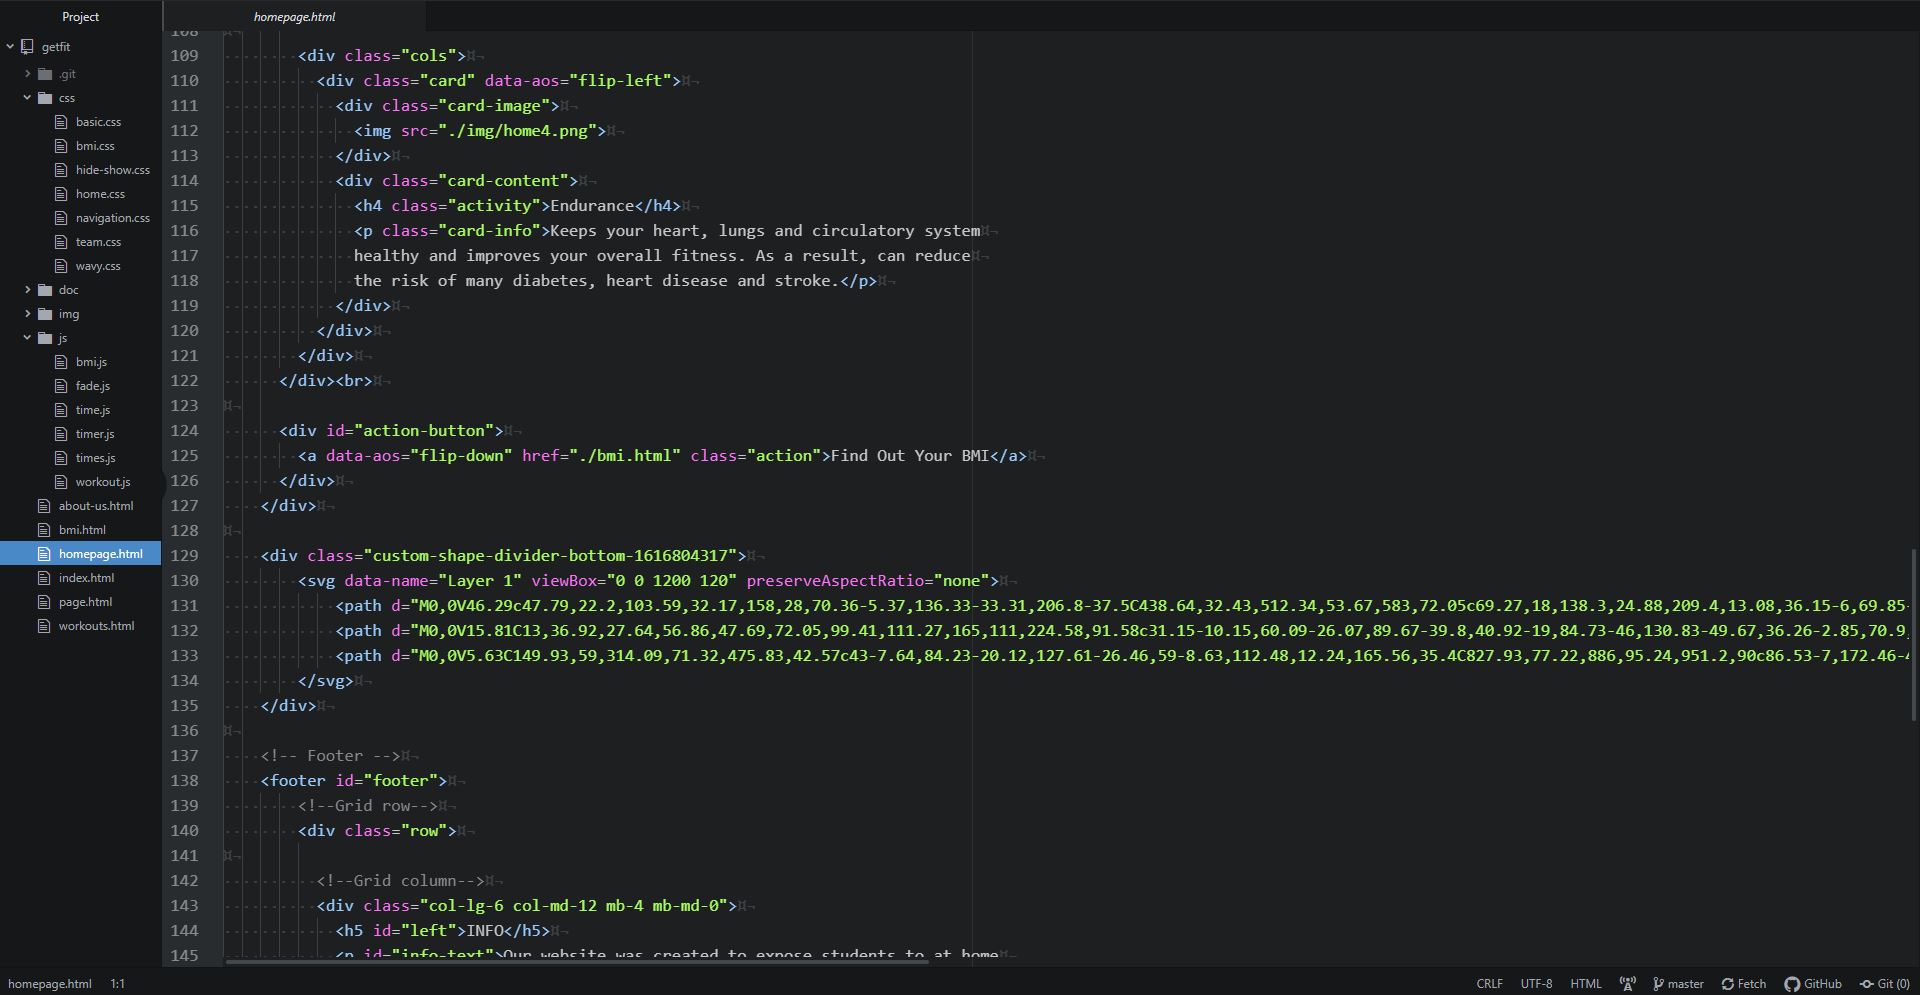 Project
homepage.html
getfit
.git
css
basic.css
bmi.css
hide-show.css
home.css
navigation.css
team.css
wavy.css
doc
img
js
bmi.js
fade.js
time.js
timer.js
times.js
workout.js
about-us.html
bmi.html
homepage.html
index.html
page.html
workouts.html
108
109 <div class="cols">
110 <div class="card" data-aos="flip-left">
111 <div class="card-image">
112 <img src="./img/home4.png">
113 </div>
114 <div class="card-content">
115 <h4 class="activity">Endurance</h4>
116 <p class="card-info">Keeps your heart, lungs and circulatory system
117 healthy and improves your overall fitness. As a result, can reduce
118 the risk of many diabetes, heart disease and stroke.</p>
119 </div>
120 </div>
121 </div>
122 </div><br>
123
124 <div id="action-button">
125 <a data-aos="flip-down" href="./bmi.html" class="action">Find Out Your BMI</a>
126 </div>
127 </div>
128
129 <div class="custom-shape-divider-bottom-1616804317">
130 <svg data-name="Layer 1" viewBox="0 0 1200 120" preserveAspectRatio="none">
131 <path d="M0,0V46.29c47.79,22.2,103.59,32.17,158,28,70.36-5.37,136.33-33.31,206.8-37.5C438.64,32.43,512.34,53.67,583,72.05c69.27,18,138.3,24.88,209.4,13.08,36.15-6,69.85-
132 <path d="M0,0V15.81C13,36.92,27.64,56.86,47.69,72.05,99.41,111.27,165,111,224.58,91.58c31.15-10.15,60.09-26.07,89.67-39.8,40.92-19,84.73-46,130.83-49.67,36.26-2.85,70.9,
133 <path d="M0,0V5.63C149.93,59,314.09,71.32,475.83,42.57c43-7.64,84.23-20.12,127.61-26.46,59-8.63,112.48,12.24,165.56,35.4C827.93,77.22,886,95.24,951.2,90c86.53-7,172.46-
134 </svg>
135 </div>
136
137 <!-- Footer -->
138 <footer id="footer">
139 <!--Grid row-->
140 <div class="row">
141
142 <!--Grid column-->
143 <div class="col-lg-6 col-md-12 mb-4 mb-md-0">
144 <h5 id="left">INFO</h5>
145 <p id="info-text">Our website was created to expose students to at home
homepage.html 1:1 CRLF UTF-8 HTML master Fetch GitHub Git (0)